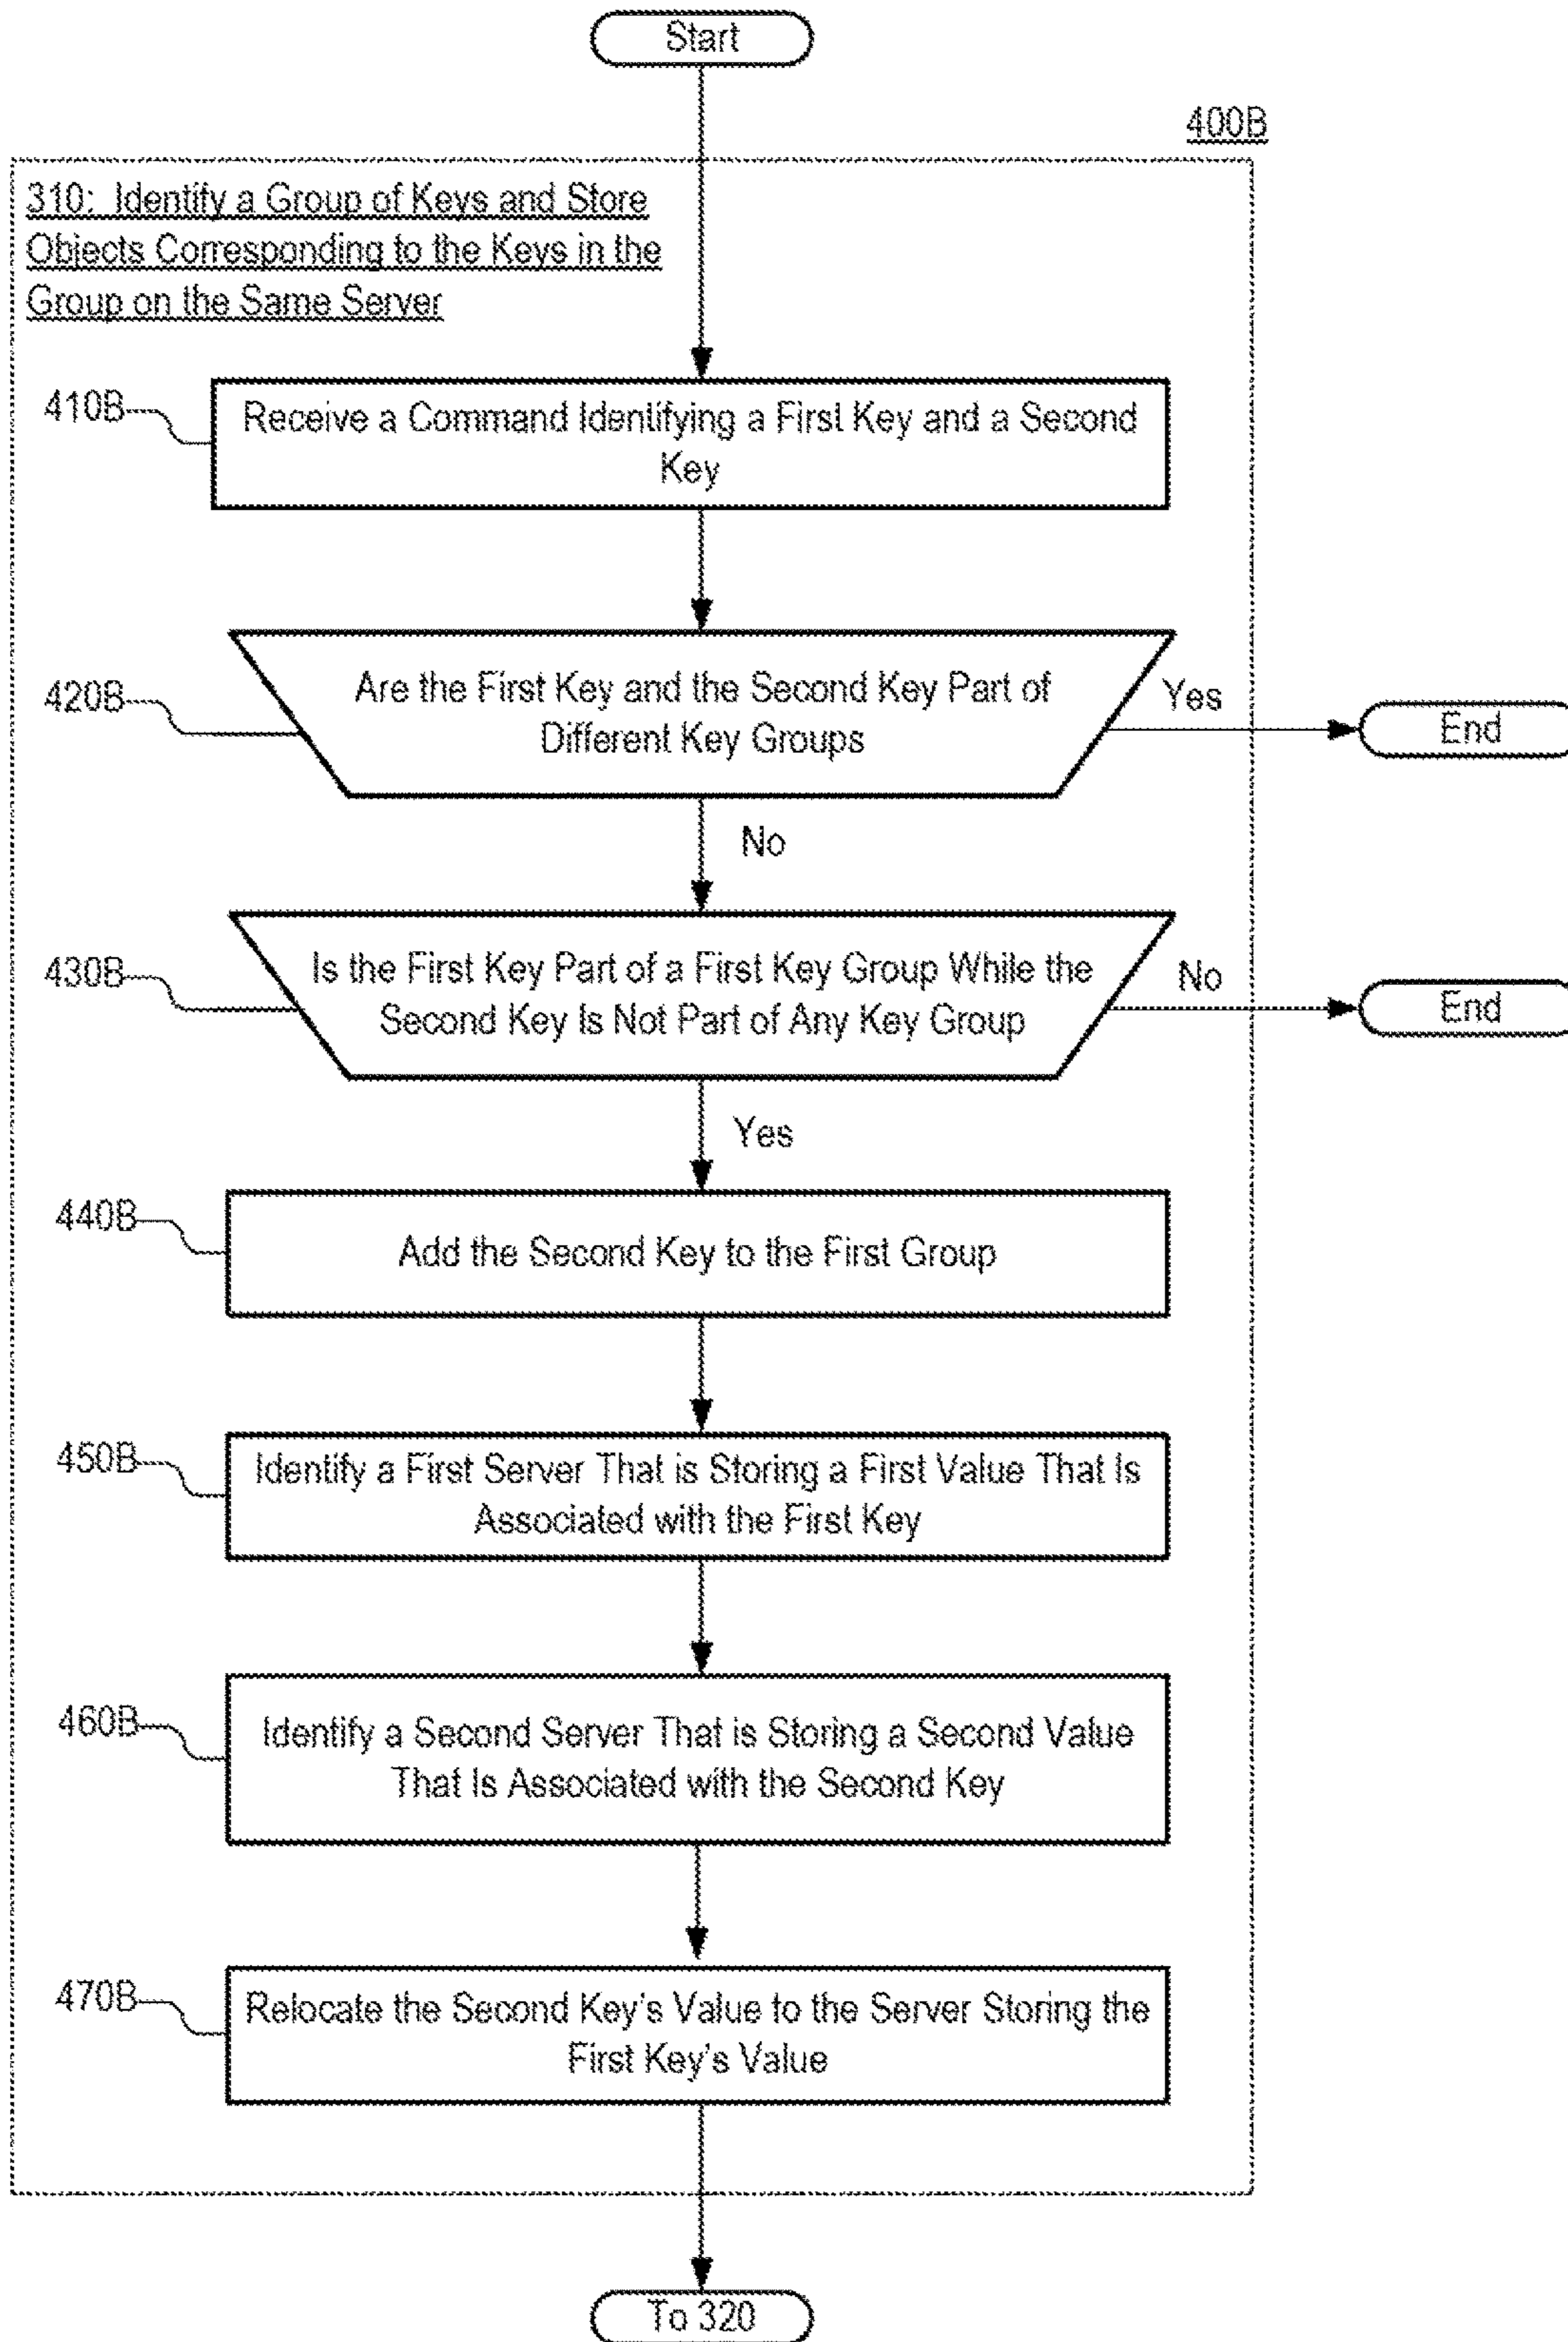 Start
400B
310: Identify a Group of Keys and Store
Objects Corresponding to the Keys in the
Group on the Same Server
410B
Receive a Command Identifying a First Key and a Second
Key
420B
Are the First Key and the Second Key Part of
Different Key Groups
Yes
End
No
430B
Is the First Key Part of a First Key Group While the
Second Key Is Not Part of Any Key Group
No
End
Yes
440B
Add the Second Key to the First Group
450B
Identify a First Server That is Storing a First Value That Is
Associated with the First Key
460B
Identify a Second Server That is Storing a Second Value
That Is Associated with the Second Key
470B
Relocate the Second Key's Value to the Server Storing the
First Key's Value
To 320